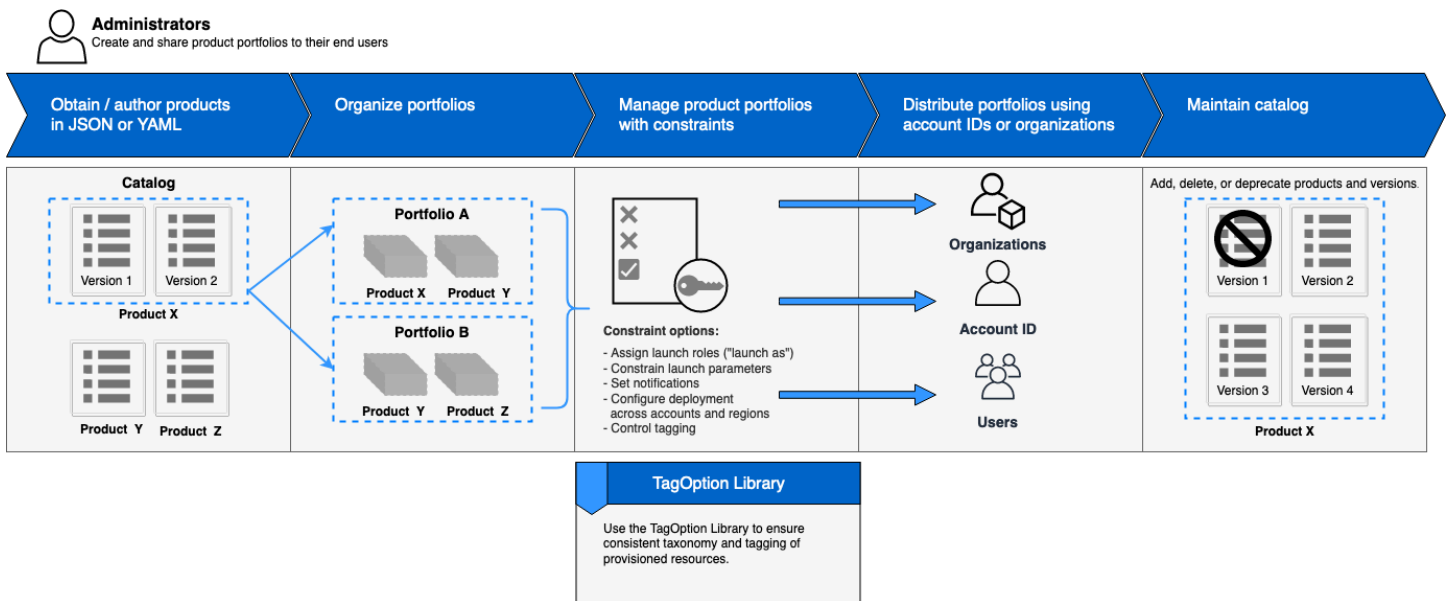 Administrators
Create and share product portfolios to their end users
Obtain / author products
in JSON or YAML
Organize portfolios
Manage product portfolios
with constraints
Distribute portfolios using
account IDs or organizations
Maintain catalog
Catalog
Version 1
Version 2
Product X
Product Y
Product Z
Portfolio A
Product X
Product Y
Portfolio B
Product Y
Product Z
Constraint options:
- Assign launch roles ("launch as")
- Constrain launch parameters
- Set notifications
- Configure deployment
across accounts and regions
- Control tagging
Organizations
Account ID
Users
Add, delete, or deprecate products and versions.
Version 1
Version 2
Version 3
Version 4
Product X
TagOption Library
Use the TagOption Library to ensure
consistent taxonomy and tagging of
provisioned resources.